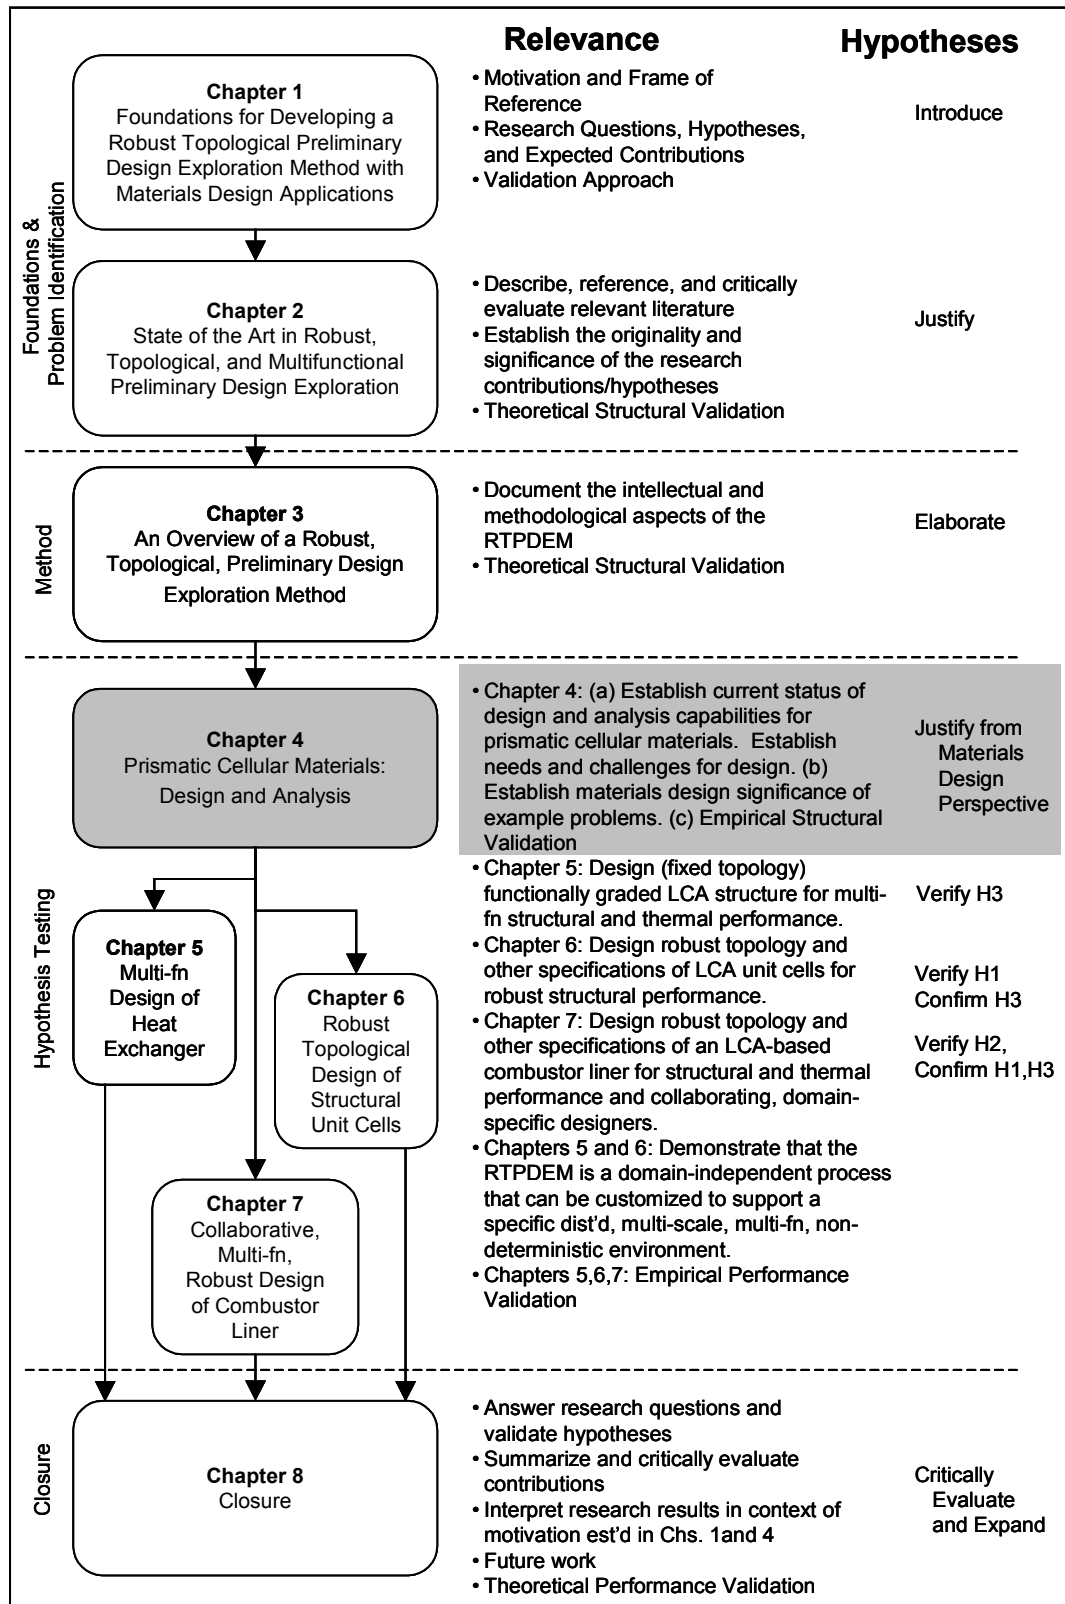 Relevance
Hypotheses
Foundations &
Problem Identification
Chapter 1
Foundations for Developing a
Robust Topological Preliminary
Design Exploration Method with
Materials Design Applications
• Motivation and Frame of
Reference
• Research Questions, Hypotheses,
and Expected Contributions
• Validation Approach
Introduce
Chapter 2
State of the Art in Robust,
Topological, and Multifunctional
Preliminary Design Exploration
• Describe, reference, and critically
evaluate relevant literature
• Establish the originality and
significance of the research
contributions/hypotheses
• Theoretical Structural Validation
Justify
Method
Chapter 3
An Overview of a Robust,
Topological, Preliminary Design
Exploration Method
• Document the intellectual and
methodological aspects of the
RTPDEM
• Theoretical Structural Validation
Elaborate
Hypothesis Testing
Chapter 4
Prismatic Cellular Materials:
Design and Analysis
• Chapter 4: (a) Establish current status of
design and analysis capabilities for
prismatic cellular materials. Establish
needs and challenges for design. (b)
Establish materials design significance of
example problems. (c) Empirical Structural
Validation
Justify from
Materials
Design
Perspective
Chapter 5
Multi-fn
Design of
Heat
Exchanger
Chapter 6
Robust
Topological
Design of
Structural
Unit Cells
Chapter 7
Collaborative,
Multi-fn,
Robust Design
of Combustor
Liner
• Chapter 5: Design (fixed topology)
functionally graded LCA structure for multi-
fn structural and thermal performance.
Verify H3
• Chapter 6: Design robust topology and
other specifications of LCA unit cells for
robust structural performance.
Verify H1
Confirm H3
• Chapter 7: Design robust topology and
other specifications of an LCA-based
combustor liner for structural and thermal
performance and collaborating, domain-
specific designers.
Verify H2,
Confirm H1,H3
• Chapters 5 and 6: Demonstrate that the
RTPDEM is a domain-independent process
that can be customized to support a
specific dist'd, multi-scale, multi-fn, non-
deterministic environment.
• Chapters 5,6,7: Empirical Performance
Validation
Closure
Chapter 8
Closure
• Answer research questions and
validate hypotheses
• Summarize and critically evaluate
contributions
• Interpret research results in context of
motivation est'd in Chs. 1and 4
• Future work
• Theoretical Performance Validation
Critically
Evaluate
and Expand